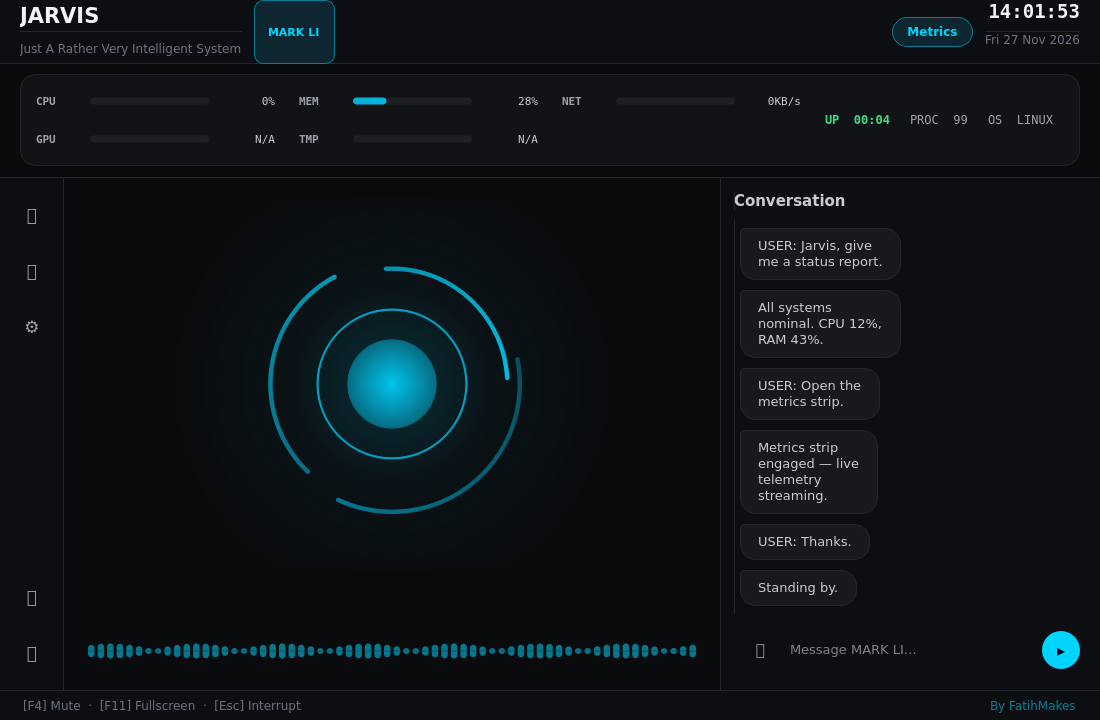 JARVIS
Just A Rather Very Intelligent System
MARK LI
Metrics
14:01:53
Fri 27 Nov 2026
CPU 0% MEM 28% NET 0KB/s
UP 00:04 PROC 99 OS LINUX
GPU N/A TMP N/A
Conversation
USER: Jarvis, give
me a status report.
All systems
nominal. CPU 12%,
RAM 43%.
USER: Open the
metrics strip.
Metrics strip
engaged — live
telemetry
streaming.
USER: Thanks.
Standing by.
Message MARK LI...
[F4] Mute · [F11] Fullscreen · [Esc] Interrupt
By FatihMakes